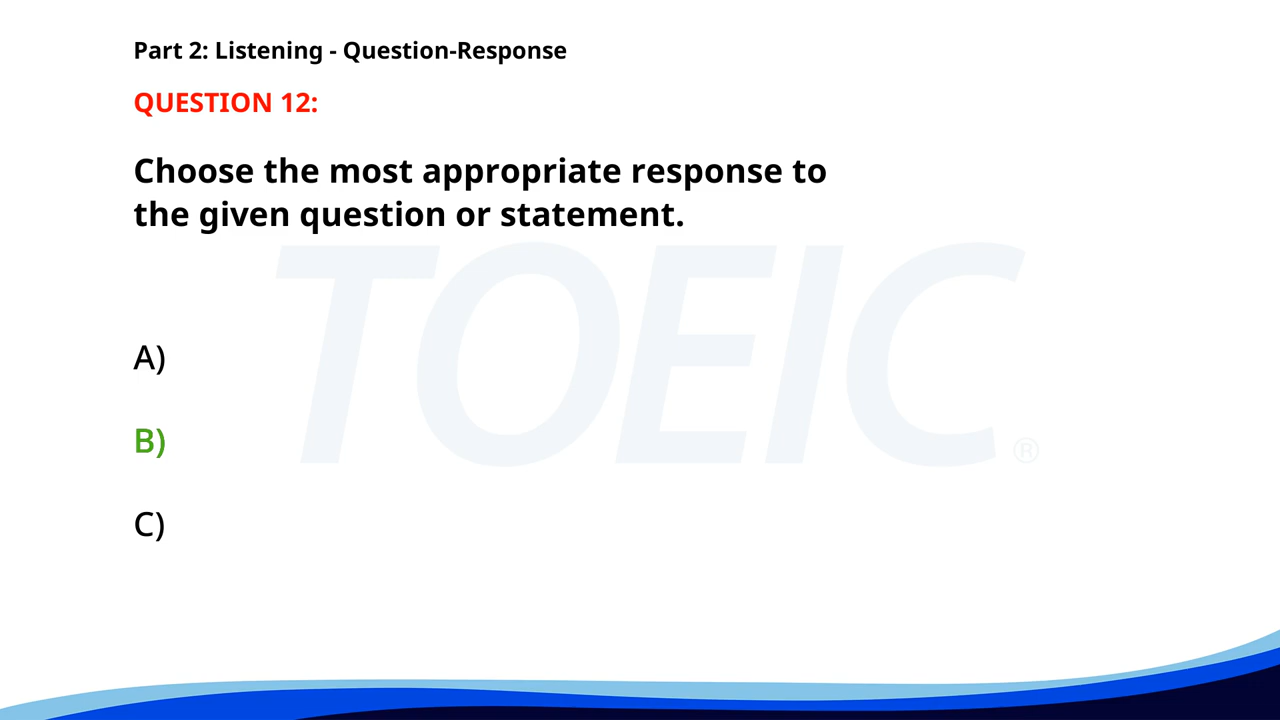 Part 2: Listening - Question-Response
QUESTION 12:
Choose the most appropriate response to
the given question or statement.
TOEIC®
A)
B)
C)